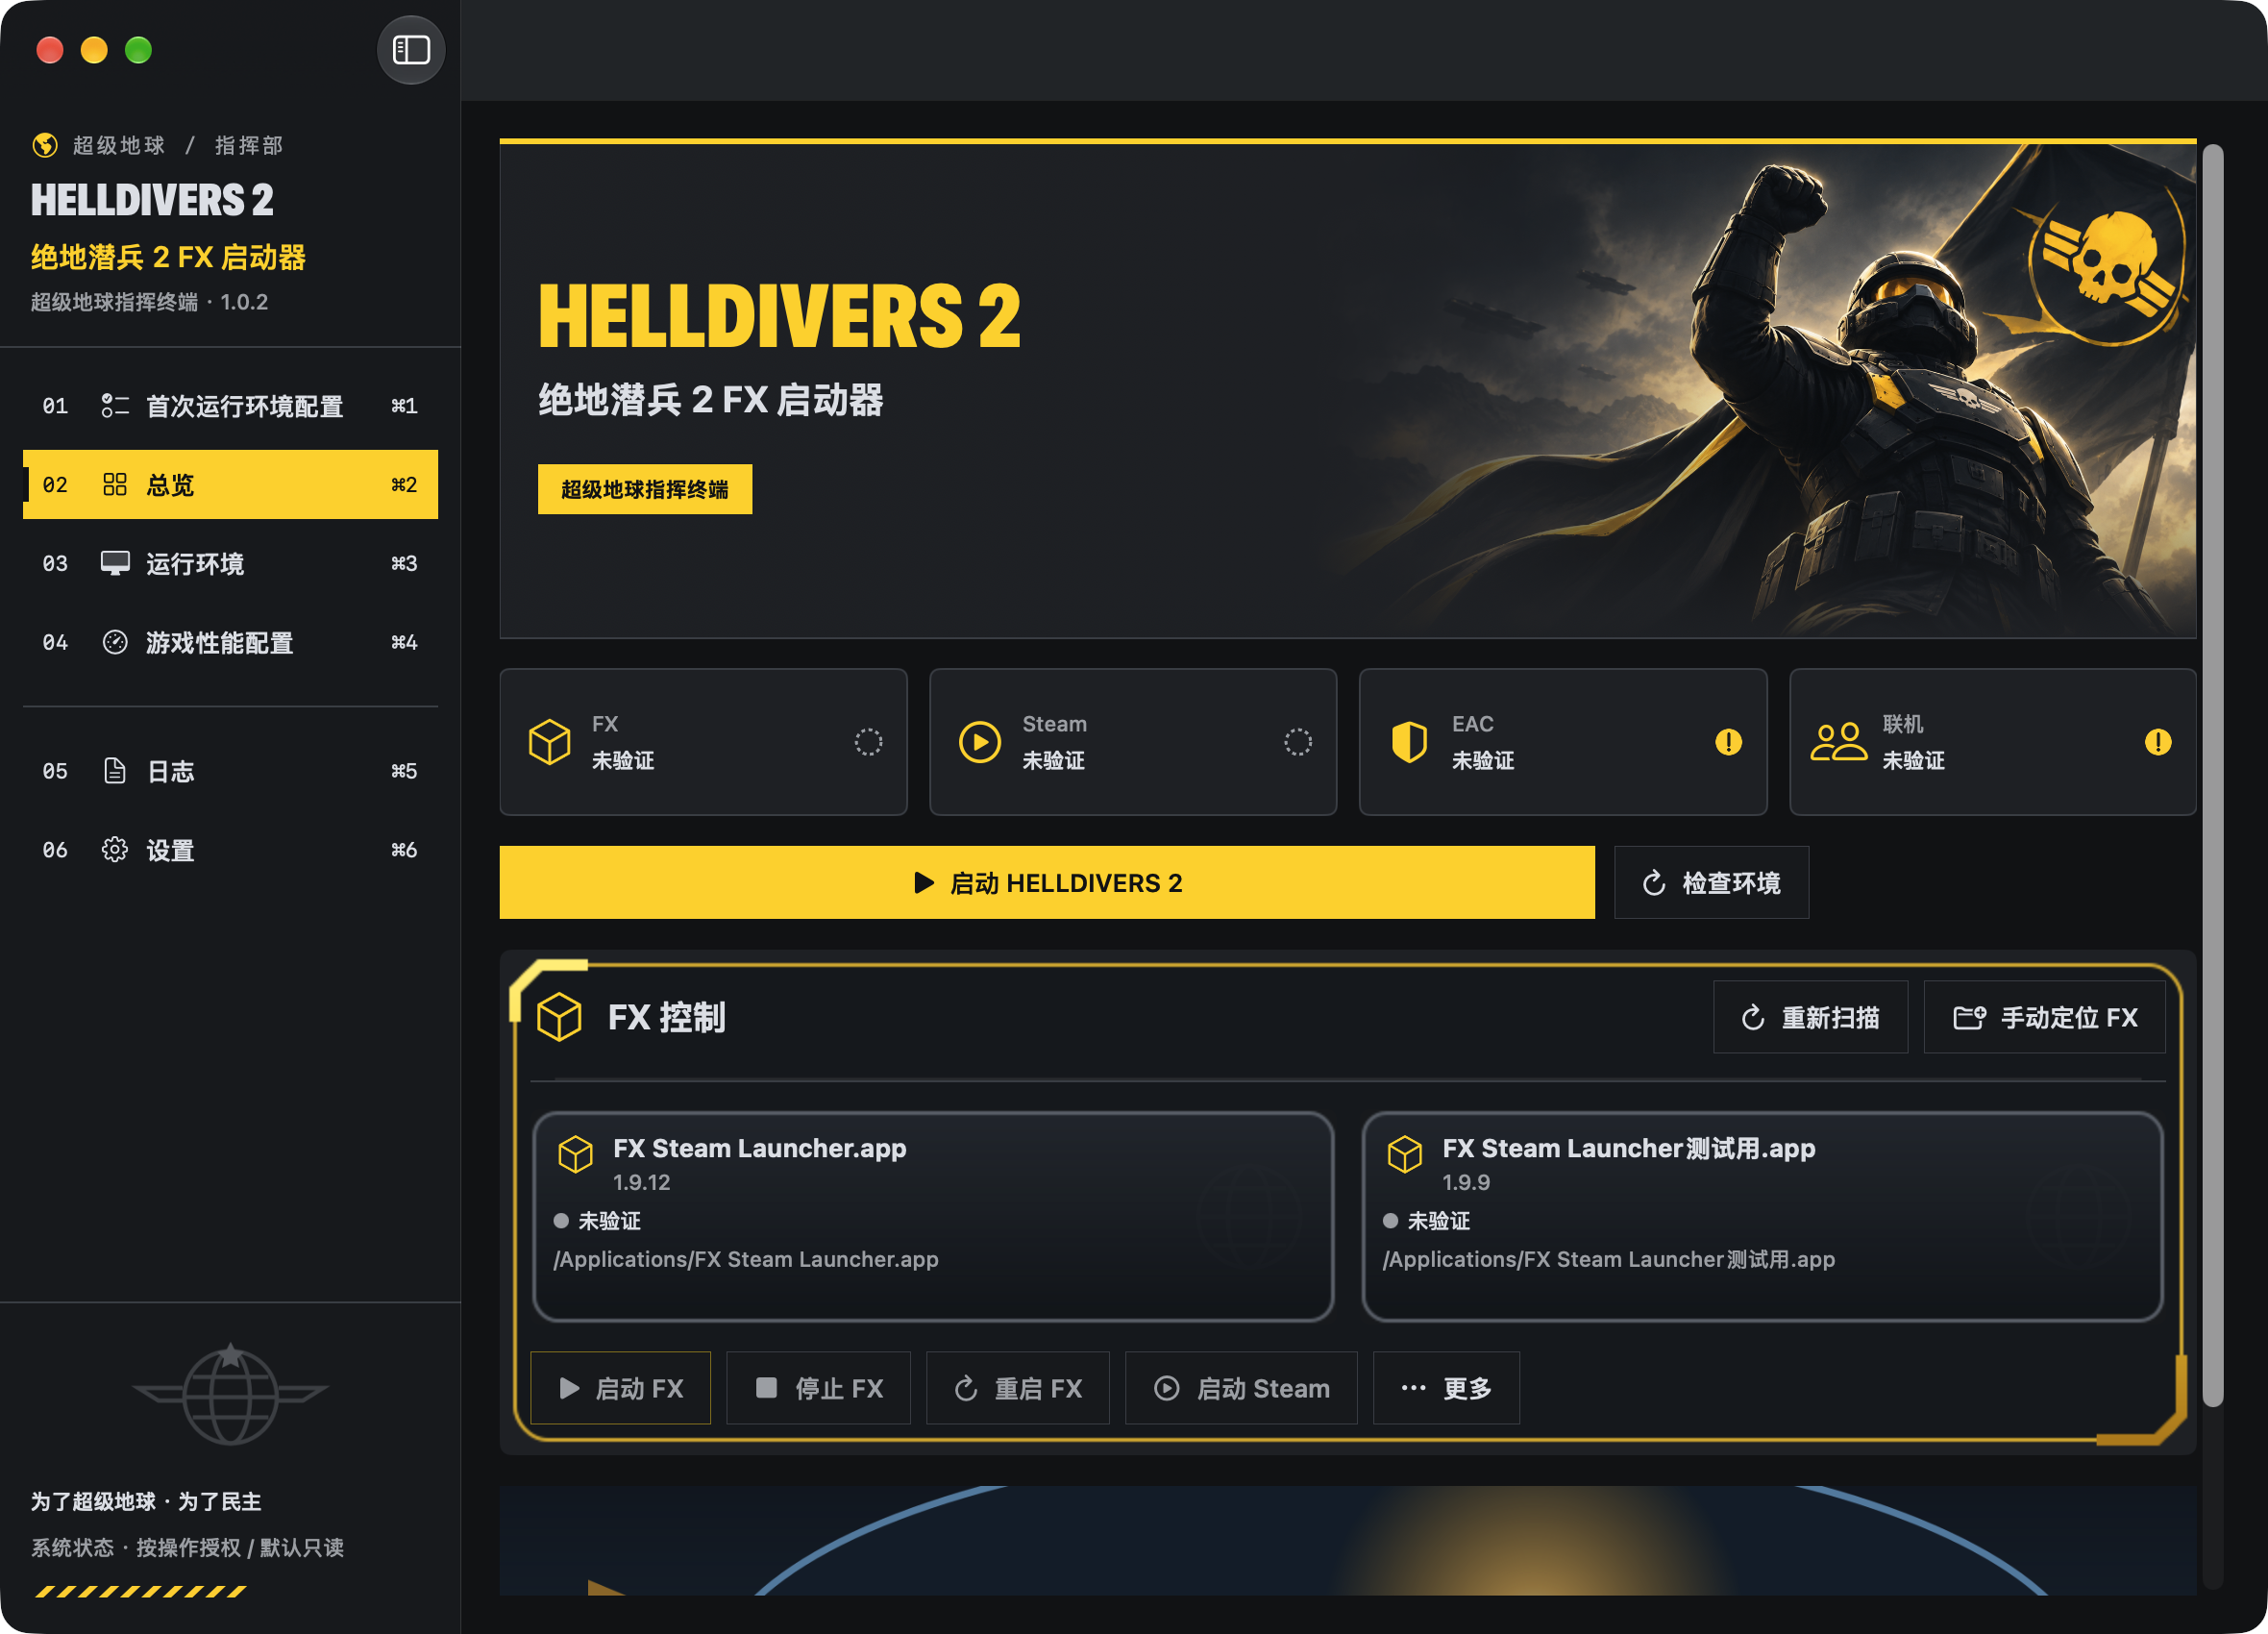 超级地球 / 指挥部
HELLDIVERS 2
绝地潜兵 2 FX 启动器
超级地球指挥终端 · 1.0.2
01 首次运行环境配置 ⌘1
02 总览 ⌘2
03 运行环境 ⌘3
04 游戏性能配置 ⌘4
05 日志 ⌘5
06 设置 ⌘6
为了超级地球 · 为了民主
系统状态 · 按操作授权 / 默认只读
HELLDIVERS 2
绝地潜兵 2 FX 启动器
超级地球指挥终端
FX
未验证
Steam
未验证
EAC
未验证
联机
未验证
启动 HELLDIVERS 2
检查环境
FX 控制
重新扫描
手动定位 FX
FX Steam Launcher.app
1.9.12
未验证
/Applications/FX Steam Launcher.app
FX Steam Launcher测试用.app
1.9.9
未验证
/Applications/FX Steam Launcher测试用.app
启动 FX
停止 FX
重启 FX
启动 Steam
更多